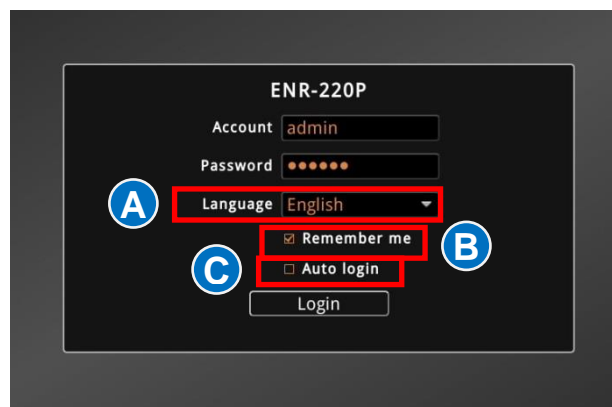 ENR-220P
Account admin
Password ●●●●●●
A Language English
Remember me B
C Auto login
Login